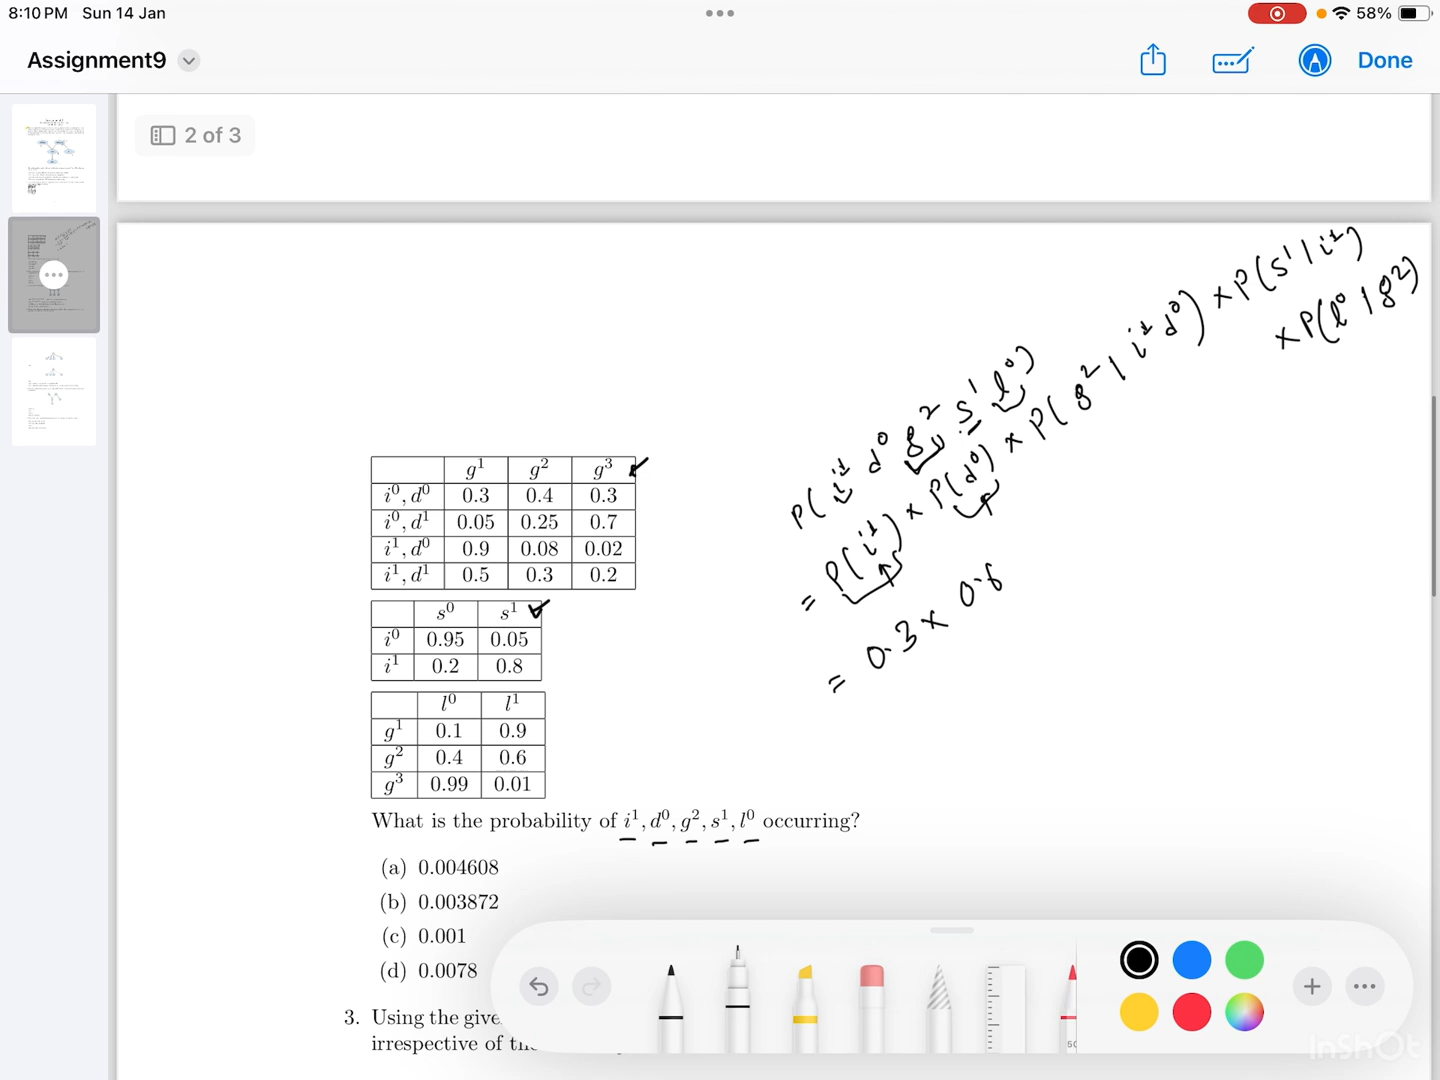 8:10 PM Sun 14 Jan
58%
Assignment9
Done
2 of 3
P(i¹ d⁰ g² s¹ l⁰)
= P(i¹) × P(d⁰) × P(g² | i¹ d⁰) × P(s¹ | i¹)
× P(l⁰ | g²)
= 0.3 × 0.6
g¹ g² g³
i⁰, d⁰ 0.3 0.4 0.3
i⁰, d¹ 0.05 0.25 0.7
i¹, d⁰ 0.9 0.08 0.02
i¹, d¹ 0.5 0.3 0.2
s⁰ s¹
i⁰ 0.95 0.05
i¹ 0.2 0.8
l⁰ l¹
g¹ 0.1 0.9
g² 0.4 0.6
g³ 0.99 0.01
What is the probability of i¹, d⁰, g², s¹, l⁰ occurring?
(a) 0.004608
(b) 0.003872
(c) 0.001
(d) 0.0078
3. Using the give
irrespective of
InShOt